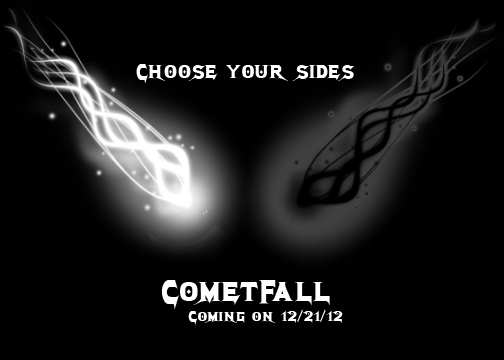 Choose your sides
CometFall
Coming on 12/21/12